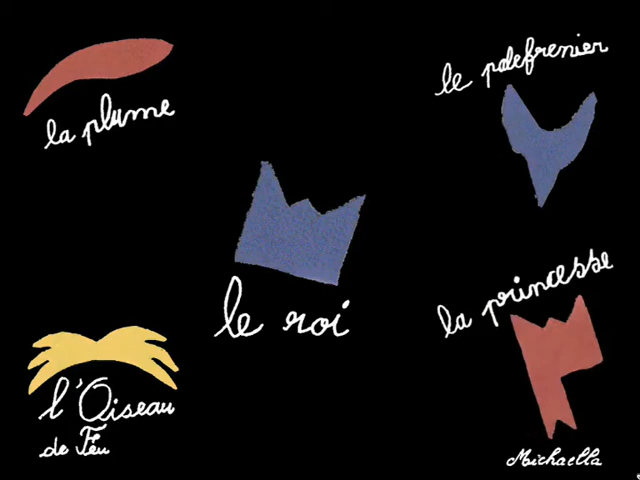 la plume
le palefrenier
le roi
la princesse
l'Oiseau
de Feu
Michaella